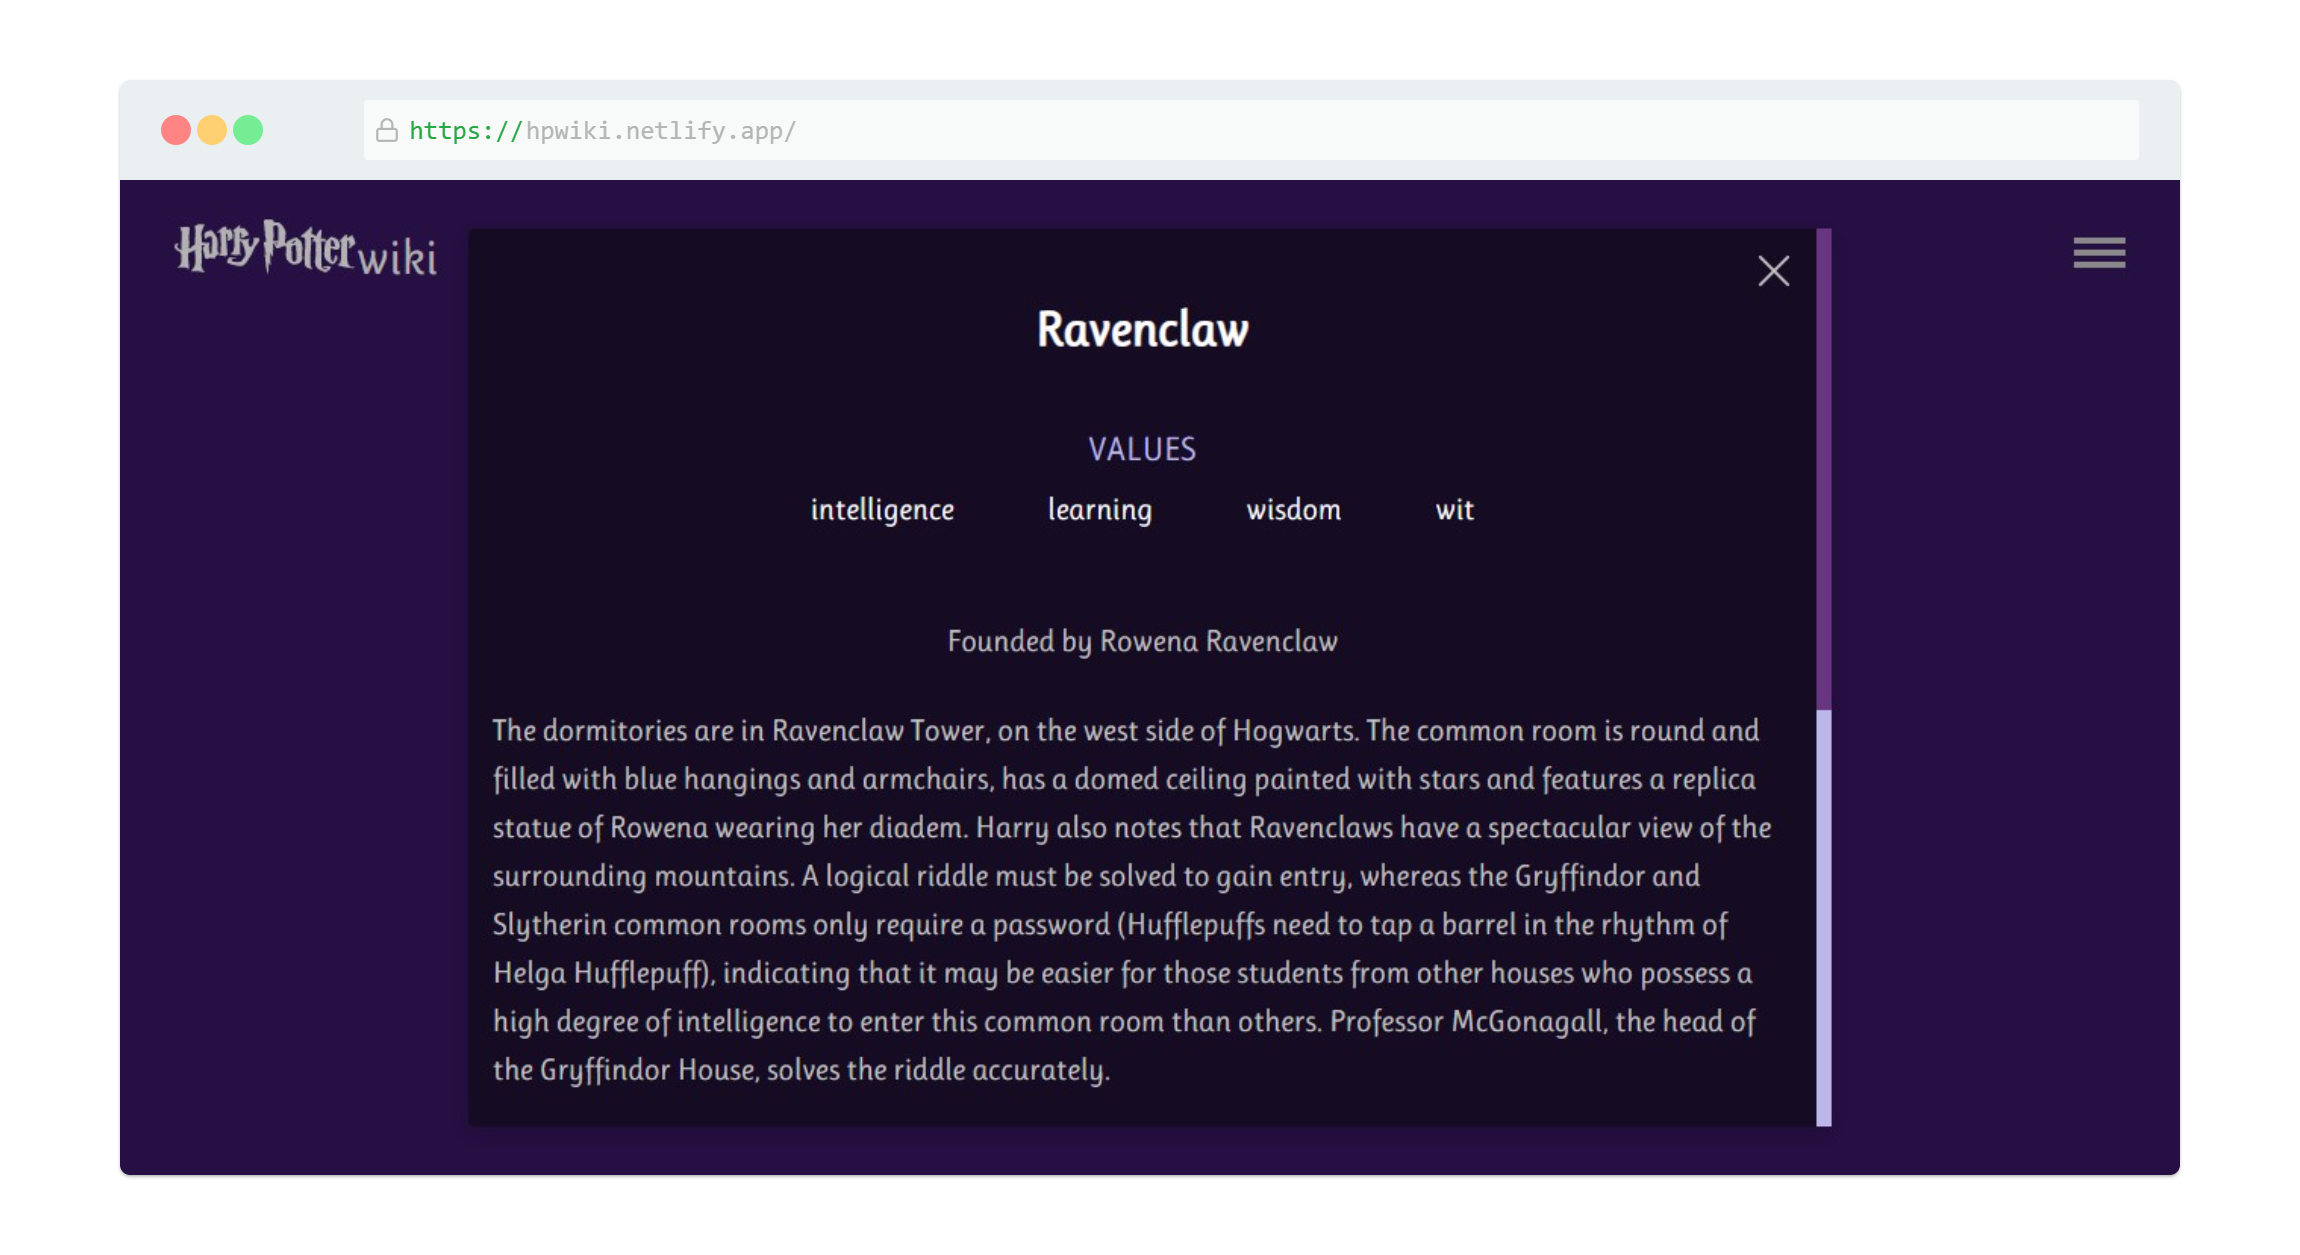 https://hpwiki.netlify.app/
Harry Potter wiki
Ravenclaw
VALUES
intelligence learning wisdom wit
Founded by Rowena Ravenclaw
The dormitories are in Ravenclaw Tower, on the west side of Hogwarts. The common room is round and
filled with blue hangings and armchairs, has a domed ceiling painted with stars and features a replica
statue of Rowena wearing her diadem. Harry also notes that Ravenclaws have a spectacular view of the
surrounding mountains. A logical riddle must be solved to gain entry, whereas the Gryffindor and
Slytherin common rooms only require a password (Hufflepuffs need to tap a barrel in the rhythm of
Helga Hufflepuff), indicating that it may be easier for those students from other houses who possess a
high degree of intelligence to enter this common room than others. Professor McGonagall, the head of
the Gryffindor House, solves the riddle accurately.